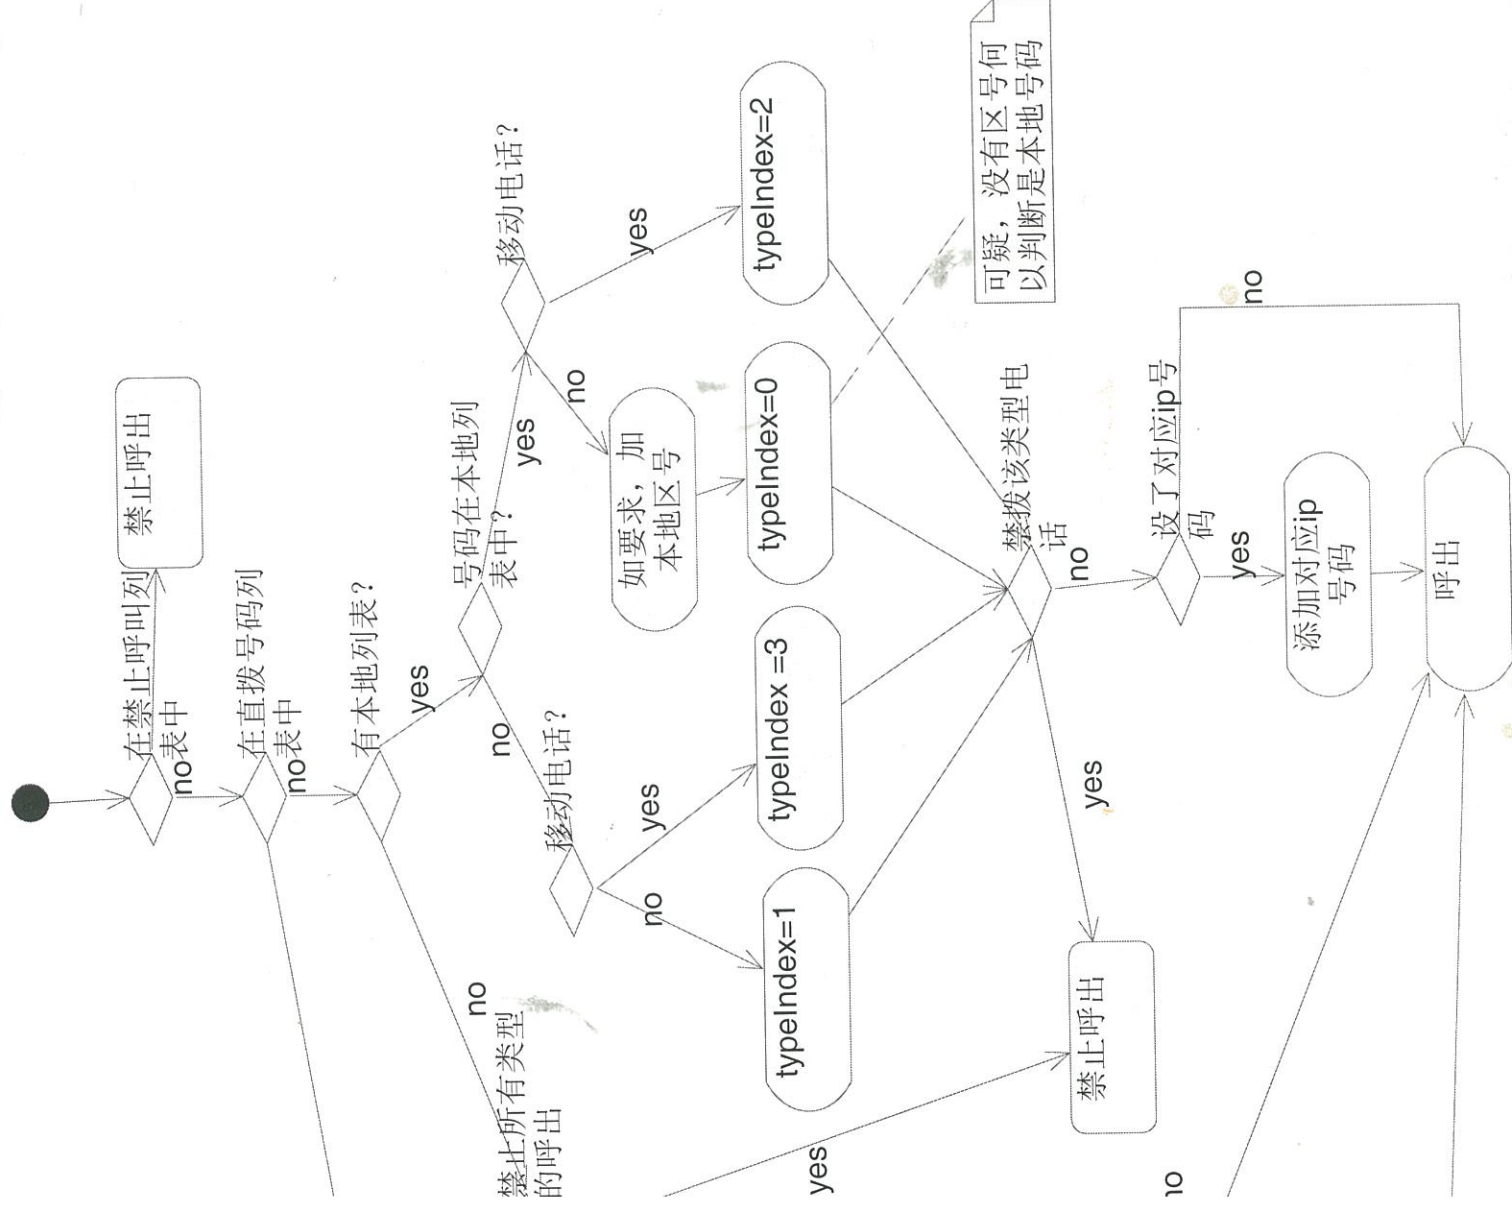 在禁止呼叫列
表中
禁止呼出
no
在直拨号码列
表中
no
有本地列表？
yes
no
号码在本地列
表中？
yes
no
移动电话？
yes
no
移动电话？
yes
no
禁止所有类型
的呼出
如要求，加
本地区号
typeIndex=2
typeIndex=0
typeIndex =3
typeIndex=1
可疑，没有区号何
以判断是本地号码
禁拨该类型电
话
no
yes
yes
禁止呼出
设了对应ip号
码
no
yes
no
添加对应ip
号码
呼出